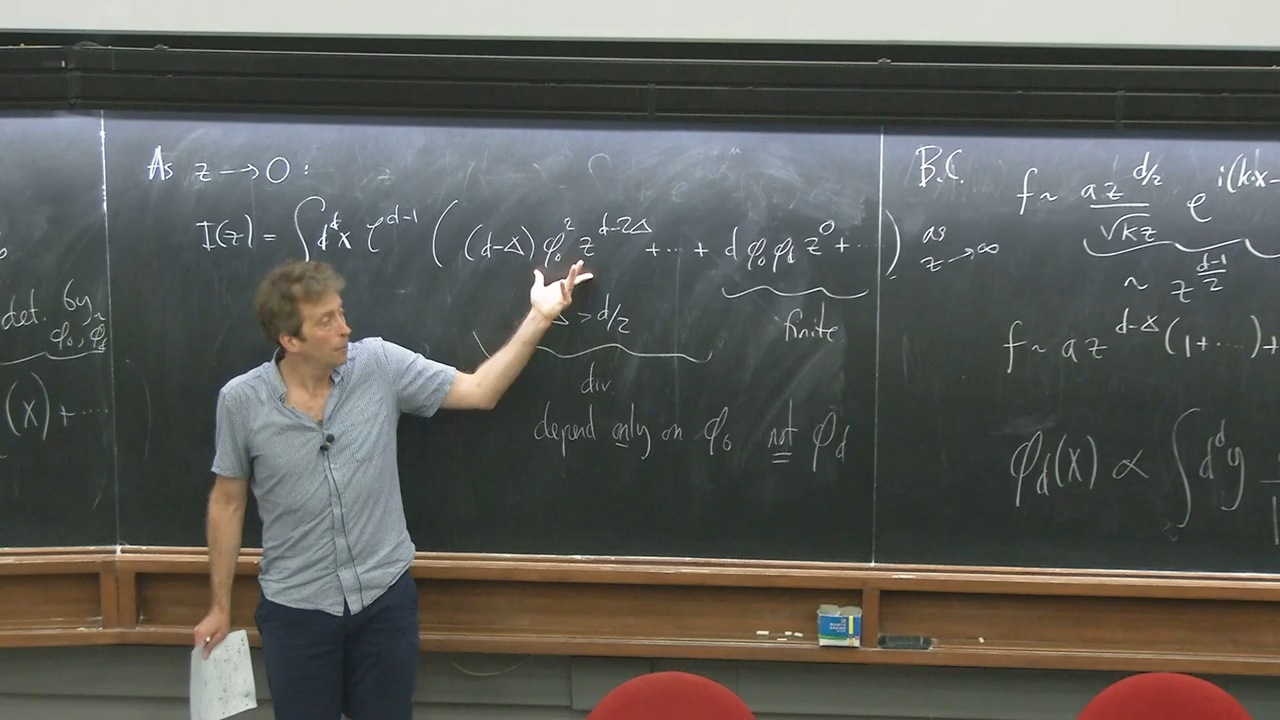 det. by
φ₀, φ_d
(x) + ...
As z → 0 :
I(z) = ∫ d^d x ℓ^{d-1} ( (d-Δ) φ₀² z^{d-2Δ} + ... + d φ₀ φ_d z⁰ + ... )
> d/2
finite
div.
depend only on φ₀ not φ_d
B.C.
as z → ∞
f ~ a z^{d/2} / √kz e^{i(k·x-
~ z^{(d-1)/2}
f ~ a z^{d-Δ} (1+...) +
φ_d(x) ∝ ∫ d^d y